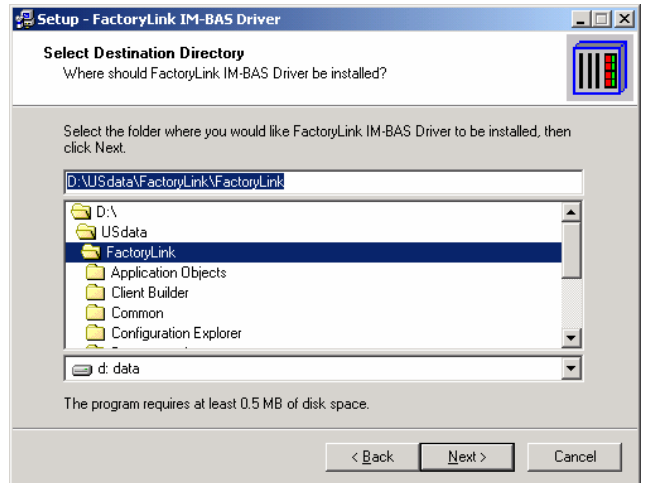 Setup - FactoryLink IM-BAS Driver
Select Destination Directory
Where should FactoryLink IM-BAS Driver be installed?
Select the folder where you would like FactoryLink IM-BAS Driver to be installed, then
click Next.
D:\USdata\FactoryLink\FactoryLink
D:\
USdata
FactoryLink
Application Objects
Client Builder
Common
Configuration Explorer
d: data
The program requires at least 0.5 MB of disk space.
< Back Next > Cancel